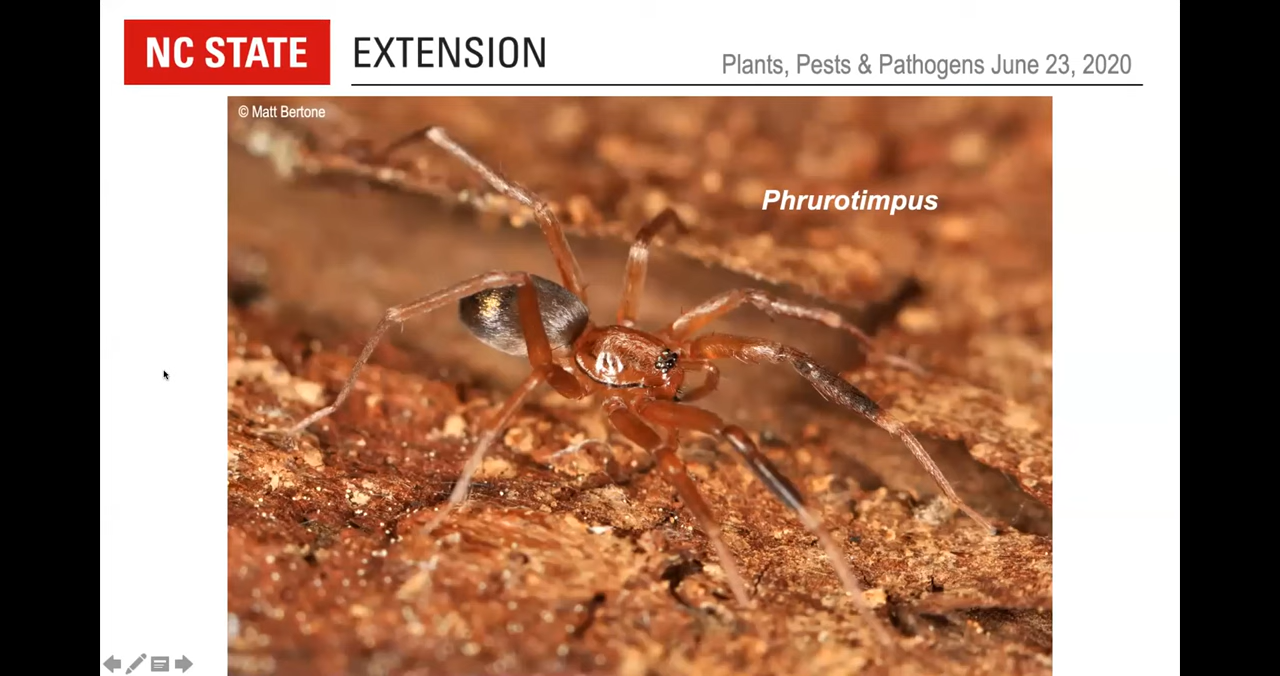 NC STATE EXTENSION
Plants, Pests & Pathogens June 23, 2020
© Matt Bertone
Phrurotimpus